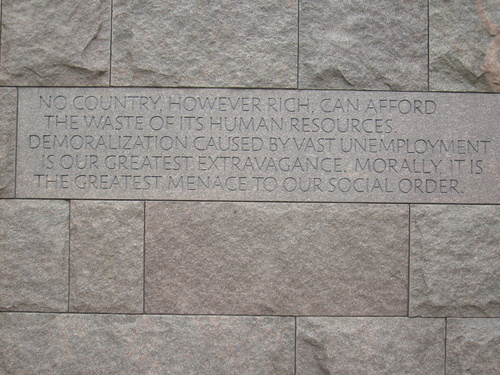 NO COUNTRY, HOWEVER RICH, CAN AFFORD
THE WASTE OF ITS HUMAN RESOURCES.
DEMORALIZATION CAUSED BY VAST UNEMPLOYMENT
IS OUR GREATEST EXTRAVAGANCE. MORALLY, IT IS
THE GREATEST MENACE TO OUR SOCIAL ORDER.